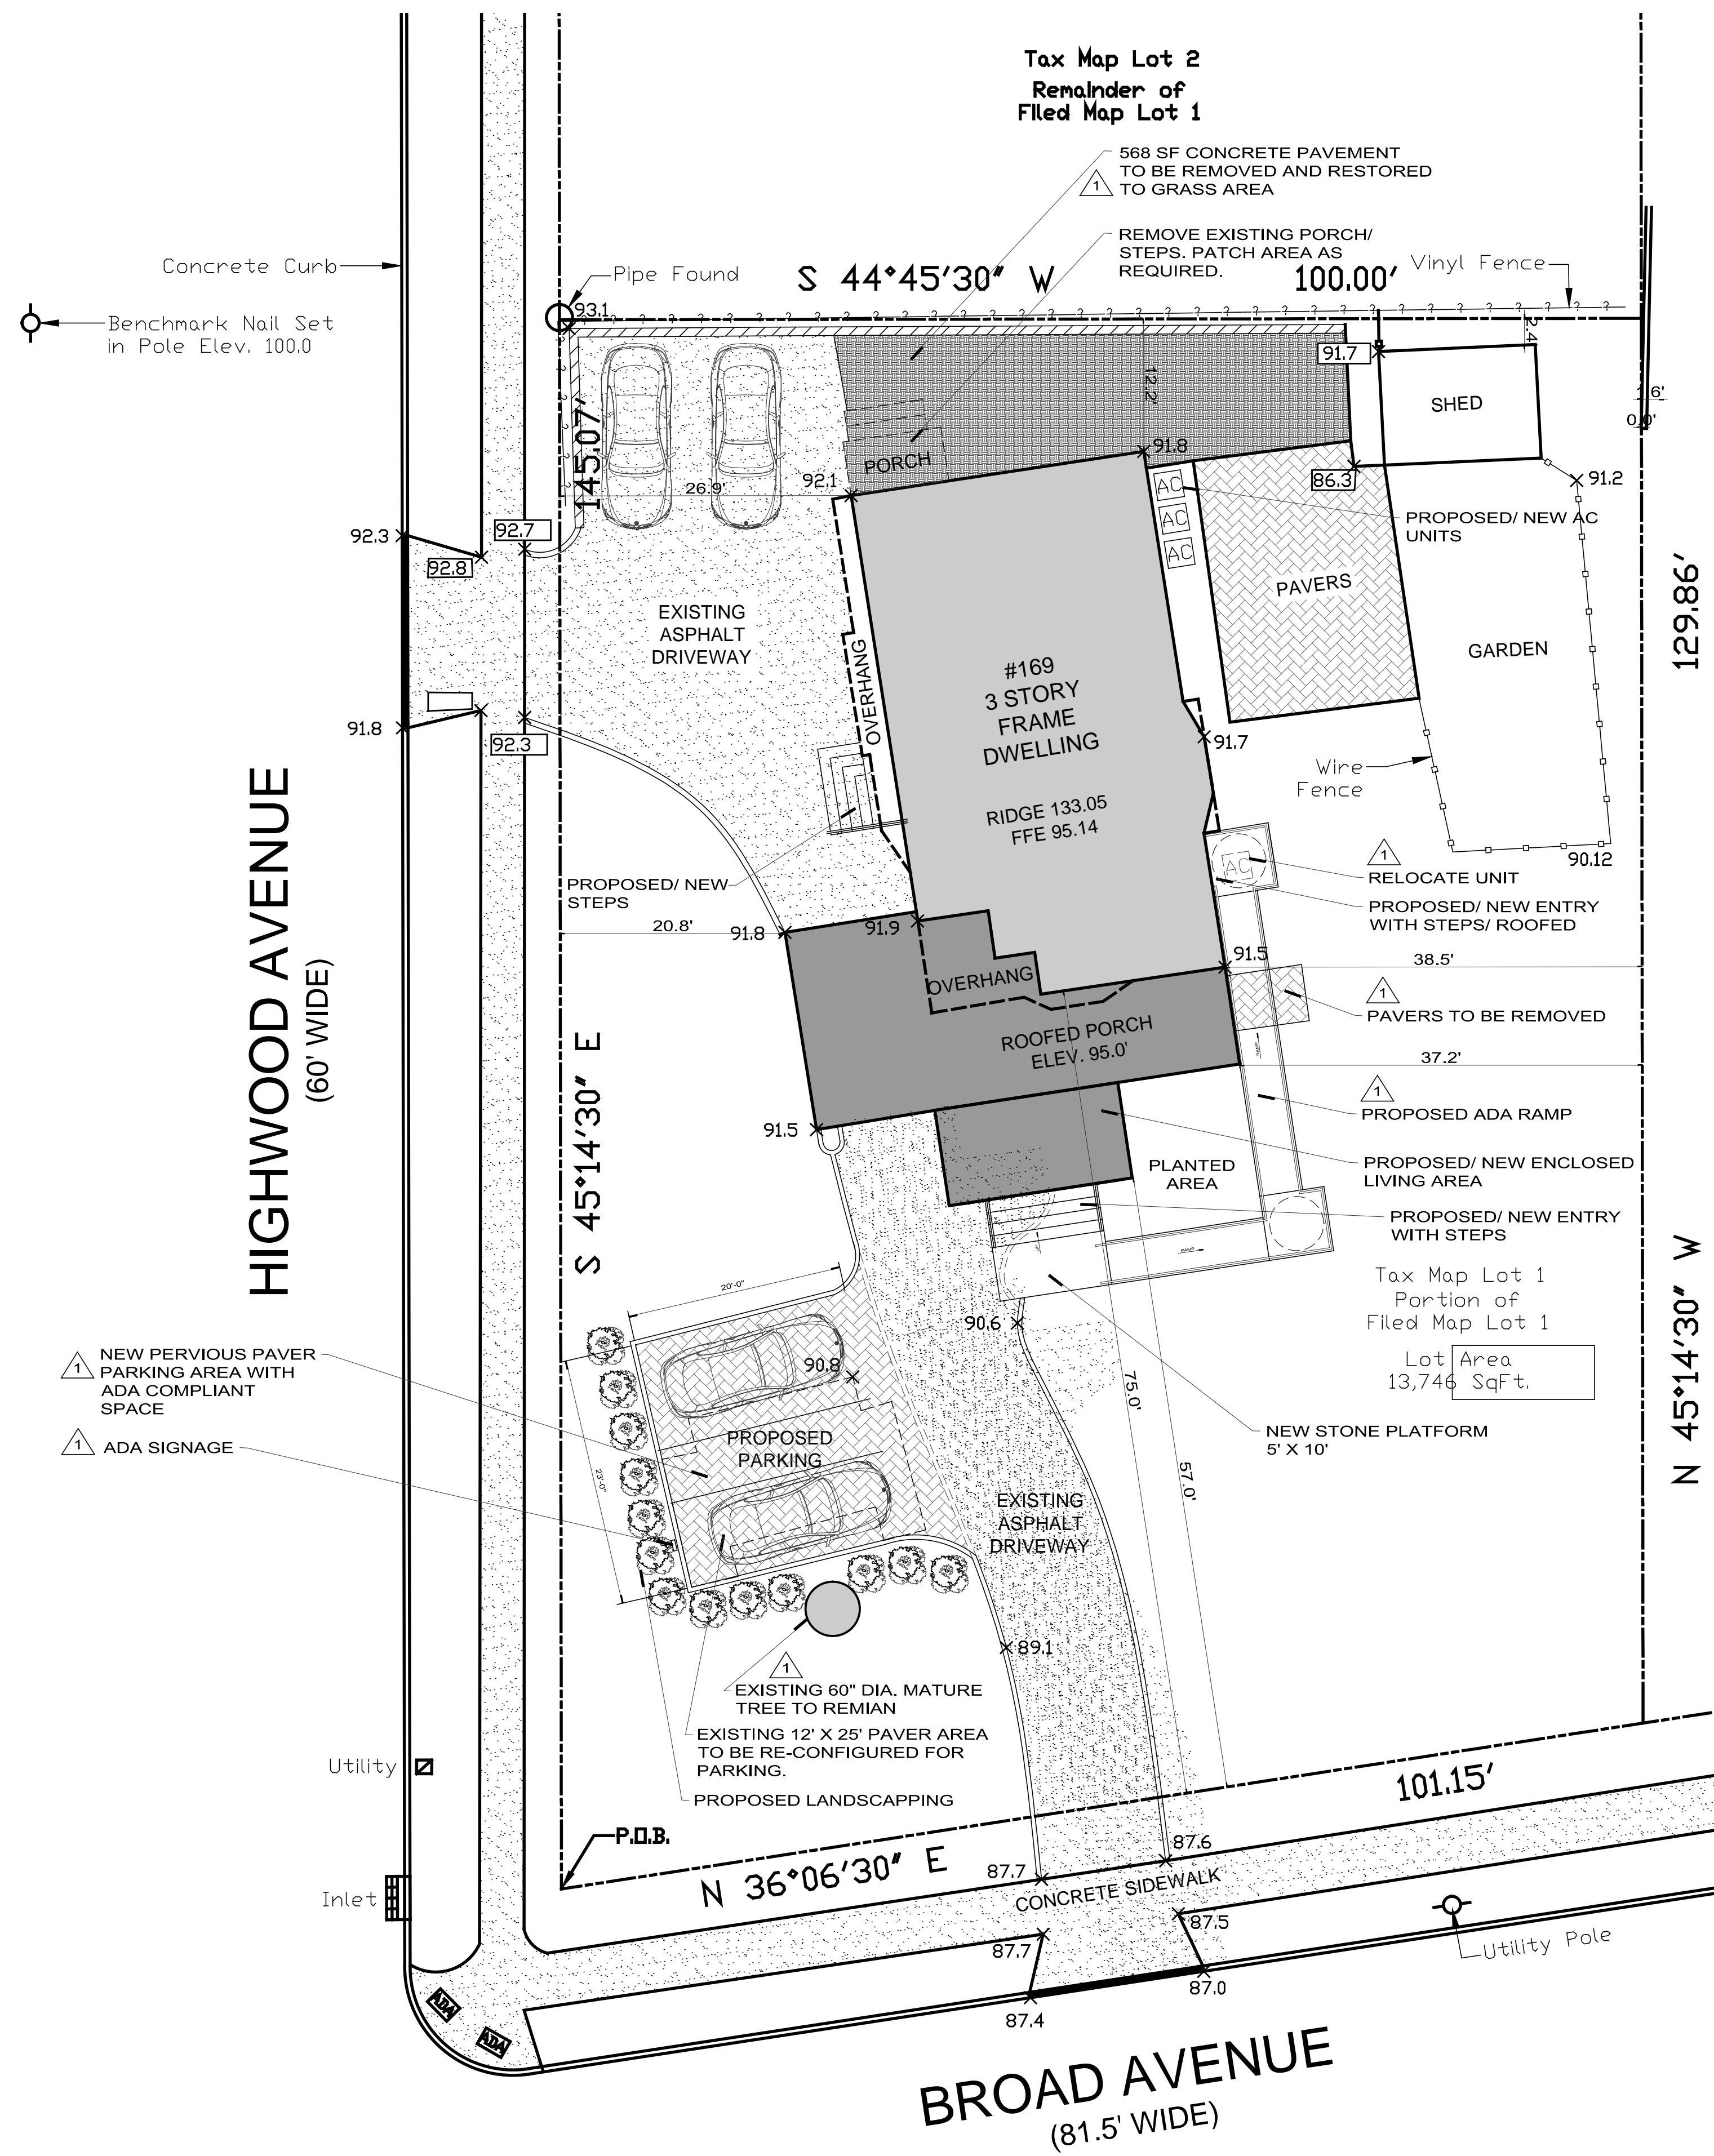 Tax Map Lot 2
Remainder of
Filed Map Lot 1
568 SF CONCRETE PAVEMENT
TO BE REMOVED AND RESTORED
1 TO GRASS AREA
REMOVE EXISTING PORCH/
STEPS. PATCH AREA AS
REQUIRED.
Concrete Curb
Pipe Found
S 44°45'30" W
100.00'
Vinyl Fence
Benchmark Nail Set
in Pole Elev. 100.0
93.1
2.4
91.7
12.2'
SHED
1.6'
0.0'
145.07'
PORCH
91.8
26.9'
92.1
AC
86.3
91.2
AC
AC
PROPOSED/ NEW AC
UNITS
92.3
92.7
92.8
PAVERS
129.86'
EXISTING
ASPHALT
DRIVEWAY
OVERHANG
#169
3 STORY
FRAME
DWELLING
GARDEN
91.8
92.3
91.7
Wire
Fence
RIDGE 133.05
FFE 95.14
HIGHWOOD AVENUE
(60' WIDE)
90.12
1
AC
RELOCATE UNIT
PROPOSED/ NEW
STEPS
PROPOSED/ NEW ENTRY
WITH STEPS/ ROOFED
20.8'
91.8
91.9
91.5
38.5'
OVERHANG
1
PAVERS TO BE REMOVED
ROOFED PORCH
ELEV. 95.0'
RAMP
37.2'
S 45°14'30" E
1
PROPOSED ADA RAMP
91.5
PLANTED
AREA
PROPOSED/ NEW ENCLOSED
LIVING AREA
PROPOSED/ NEW ENTRY
WITH STEPS
RAMP
N 45°14'30" W
20'-0"
Tax Map Lot 1
Portion of
Filed Map Lot 1
90.6
1 NEW PERVIOUS PAVER
PARKING AREA WITH
ADA COMPLIANT
SPACE
90.8
Lot Area
13,746 SqFt.
75.0'
NEW STONE PLATFORM
5' X 10'
1 ADA SIGNAGE
PROPOSED
PARKING
23'-0"
57.0'
EXISTING
ASPHALT
DRIVEWAY
89.1
1
EXISTING 60" DIA. MATURE
TREE TO REMIAN
EXISTING 12' X 25' PAVER AREA
TO BE RE-CONFIGURED FOR
PARKING.
Utility
PROPOSED LANDSCAPPING
101.15'
P.O.B.
N 36°06'30" E
87.7
87.6
CONCRETE SIDEWALK
Inlet
87.7
87.5
Utility Pole
87.0
87.4
ADA
ADA
BROAD AVENUE
(81.5' WIDE)